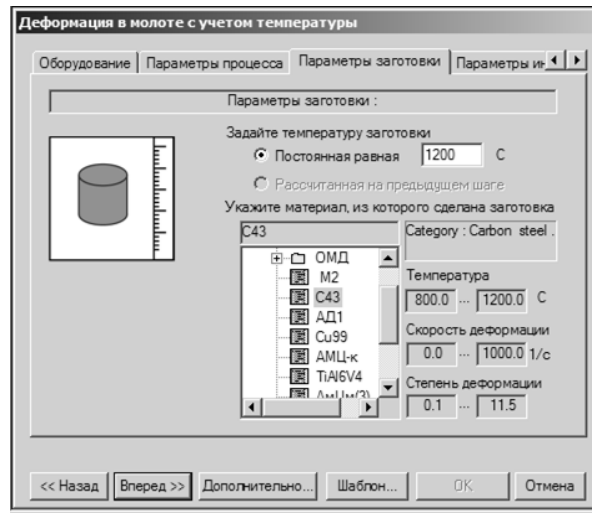 Деформация в молоте с учетом температуры
Оборудование Параметры процесса Параметры заготовки Параметры ин
Параметры заготовки :
Задайте температуру заготовки
Постоянная равная 1200 C
Рассчитанная на предыдущем шаге
Укажите материал, из которого сделана заготовка
C43 Category : Carbon steel .
ОМД
M2
C43
АД1
Cu99
АМЦ-к
TiAl6V4
АмЦм(3)
Температура
800.0 ... 1200.0 C
Скорость деформации
0.0 ... 1000.0 1/c
Степень деформации
0.1 ... 11.5
<< Назад Вперед >> Дополнительно... Шаблон... OK Отмена